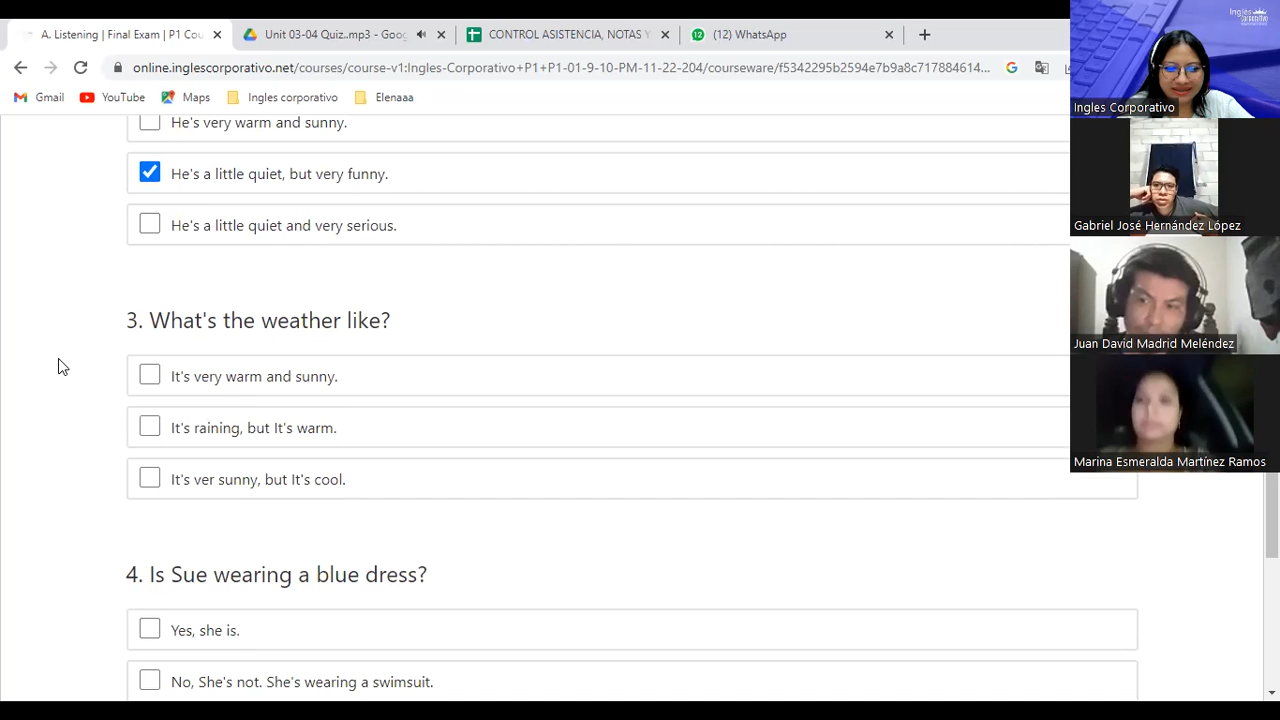 A. Listening | Final Exam | P1 Cou
Unit 03-04 Quiz..mp3 - Goog
CONTROL ASISTENCIA, NOTAS Y
(12) WhatsApp
online.inglescorporativo.net/courses/course-v1:Ingles-Corporativo+P1+P1-01-9-10-PM-11-22-204/courseware/f5342295b2594e7b9a8c717884614...
Gmail
YouTube
Maps
Ingles corporativo
Elenaaa
He's very warm and sunny.
He's a little quiet, but very funny.
He's a little quiet and very serious.
3. What's the weather like?
It's very warm and sunny.
It's raining, but It's warm.
It's ver sunny, but It's cool.
4. Is Sue wearing a blue dress?
Yes, she is.
No, She's not. She's wearing a swimsuit.
Ingles
CORPORATIVO
Ingles Corporativo
Gabriel José Hernández López
Juan David Madrid Meléndez
Marina Esmeralda Martínez Ramos